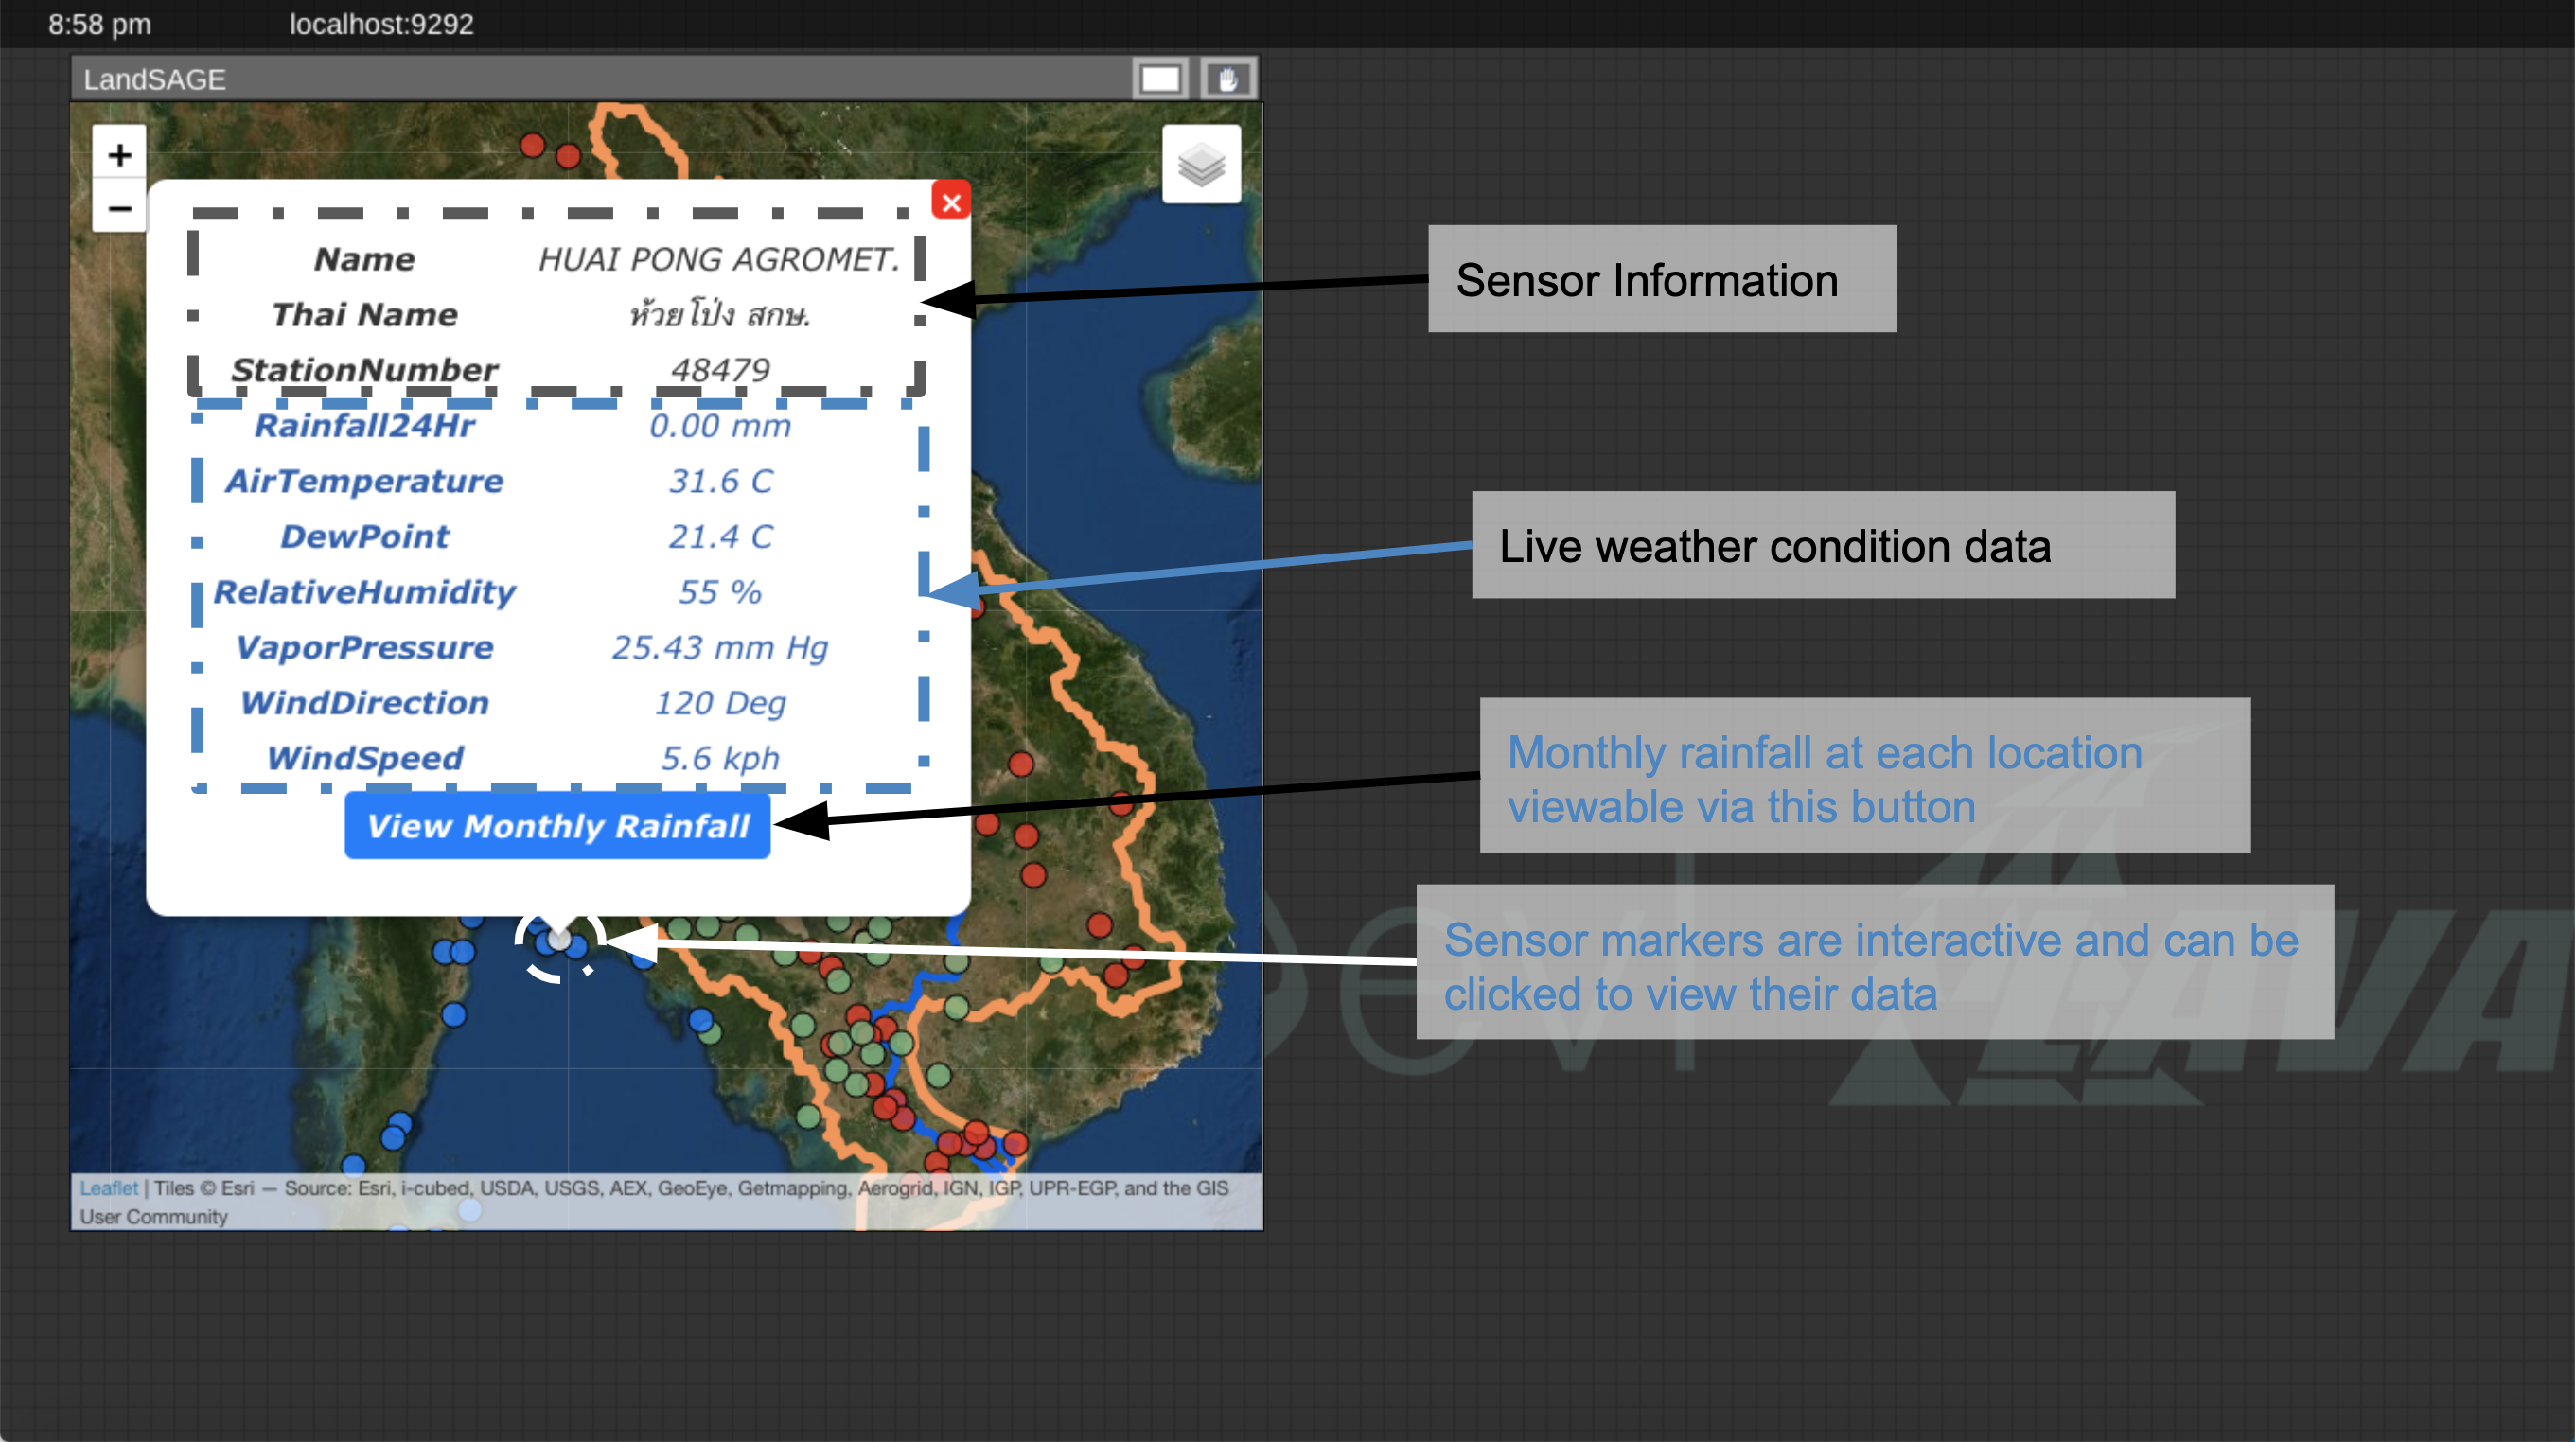 8:58 pm localhost:9292
LandSAGE
+
−
×
Name HUAI PONG AGROMET.
Thai Name ห้วยโป่ง สกษ.
StationNumber 48479
Rainfall24Hr 0.00 mm
AirTemperature 31.6 C
DewPoint 21.4 C
RelativeHumidity 55 %
VaporPressure 25.43 mm Hg
WindDirection 120 Deg
WindSpeed 5.6 kph
View Monthly Rainfall
Sensor Information
Live weather condition data
Monthly rainfall at each location
viewable via this button
Sensor markers are interactive and can be
clicked to view their data
LAVA
Leaflet | Tiles © Esri — Source: Esri, i-cubed, USDA, USGS, AEX, GeoEye, Getmapping, Aerogrid, IGN, IGP, UPR-EGP, and the GIS
User Community